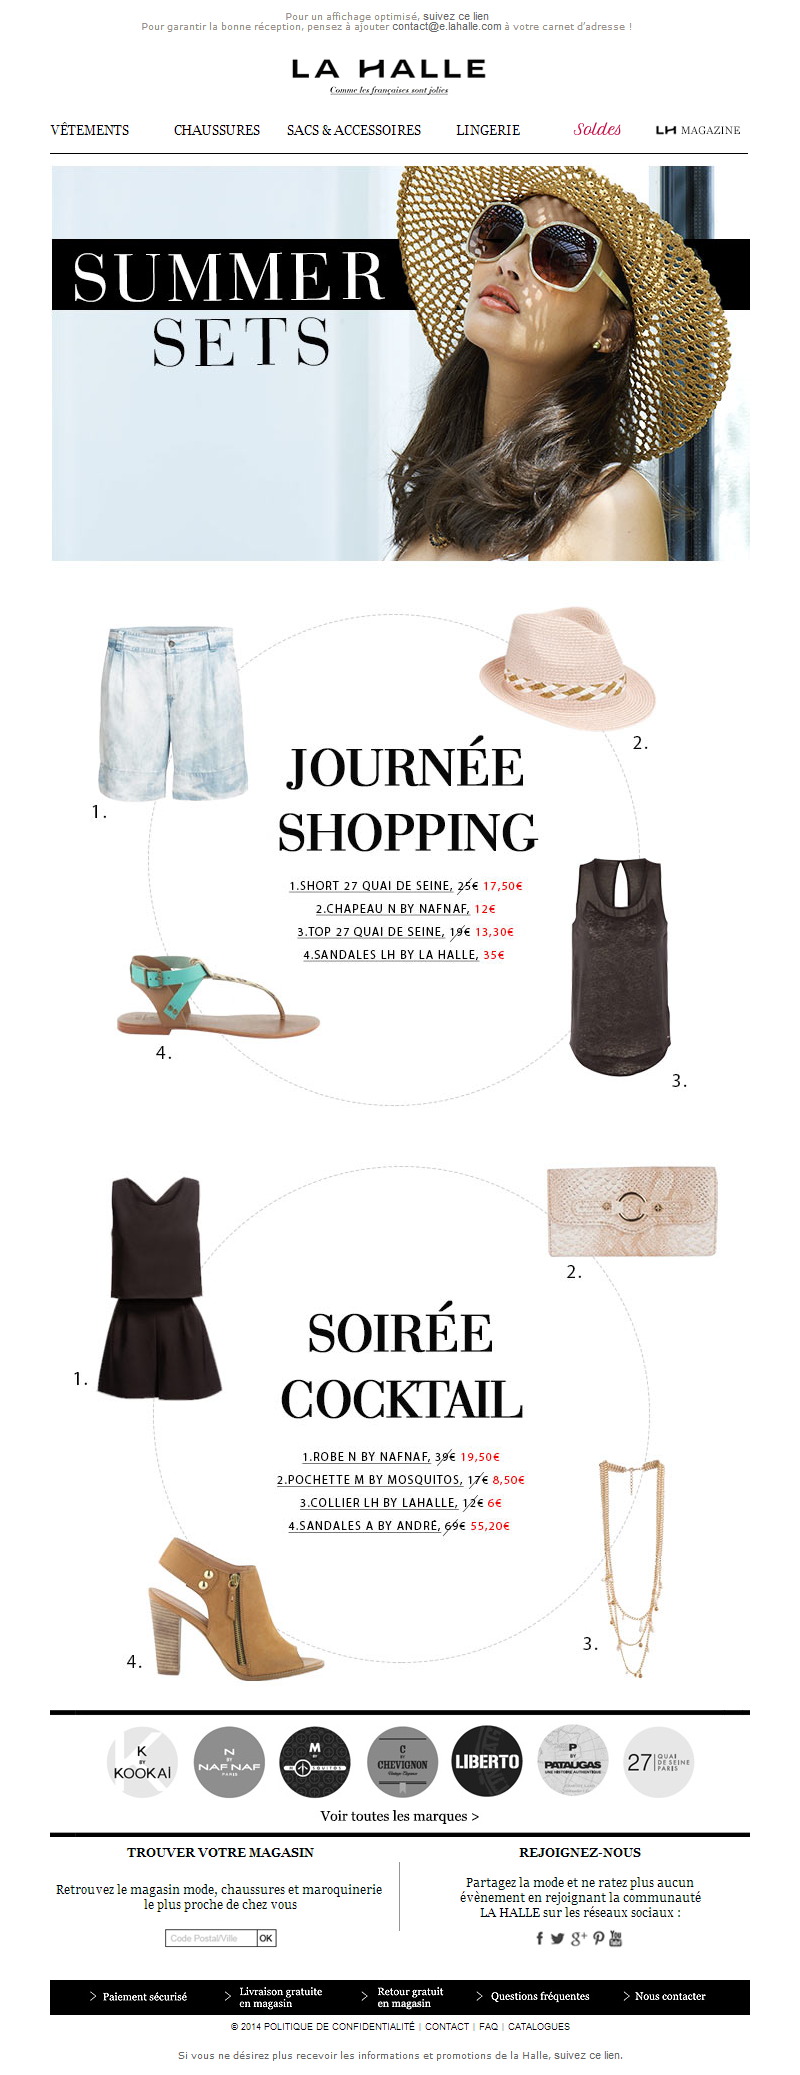 Pour un affichage optimisé, suivez ce lien
Pour garantir la bonne réception, pensez à ajouter contact@e.lahalle.com à votre carnet d'adresse !
LA HALLE
Comme les françaises sont jolies
VÊTEMENTS CHAUSSURES SACS & ACCESSOIRES LINGERIE Soldes LH MAGAZINE
SUMMER
SETS
2.
1.
JOURNÉE
SHOPPING
1.SHORT 27 QUAI DE SEINE, 25€ 17,50€
2.CHAPEAU N BY NAFNAF, 12€
3.TOP 27 QUAI DE SEINE, 19€ 13,30€
4.SANDALES LH BY LA HALLE, 35€
4.
3.
2.
1.
SOIRÉE
COCKTAIL
1.ROBE N BY NAFNAF, 39€ 19,50€
2.POCHETTE M BY MOSQUITOS, 17€ 8,50€
3.COLLIER LH BY LAHALLE, 12€ 6€
4.SANDALES A BY ANDRÉ, 69€ 55,20€
3.
4.
K BY KOOKAÏ
N BY NAF NAF PARIS
M BY MOSQUITOS
C BY CHEVIGNON
LIBERTO
P BY PATAUGAS UNE HISTOIRE AUTHENTIQUE
27 QUAI DE SEINE PARIS
Voir toutes les marques >
TROUVER VOTRE MAGASIN
Retrouvez le magasin mode, chaussures et maroquinerie
le plus proche de chez vous
Code Postal/Ville OK
REJOIGNEZ-NOUS
Partagez la mode et ne ratez plus aucun
évènement en rejoignant la communauté
LA HALLE sur les réseaux sociaux :
f g+ You Tube
> Paiement sécurisé
> Livraison gratuite
en magasin
> Retour gratuit
en magasin
> Questions fréquentes
> Nous contacter
© 2014 POLITIQUE DE CONFIDENTIALITÉ | CONTACT | FAQ | CATALOGUES
Si vous ne désirez plus recevoir les informations et promotions de la Halle, suivez ce lien.